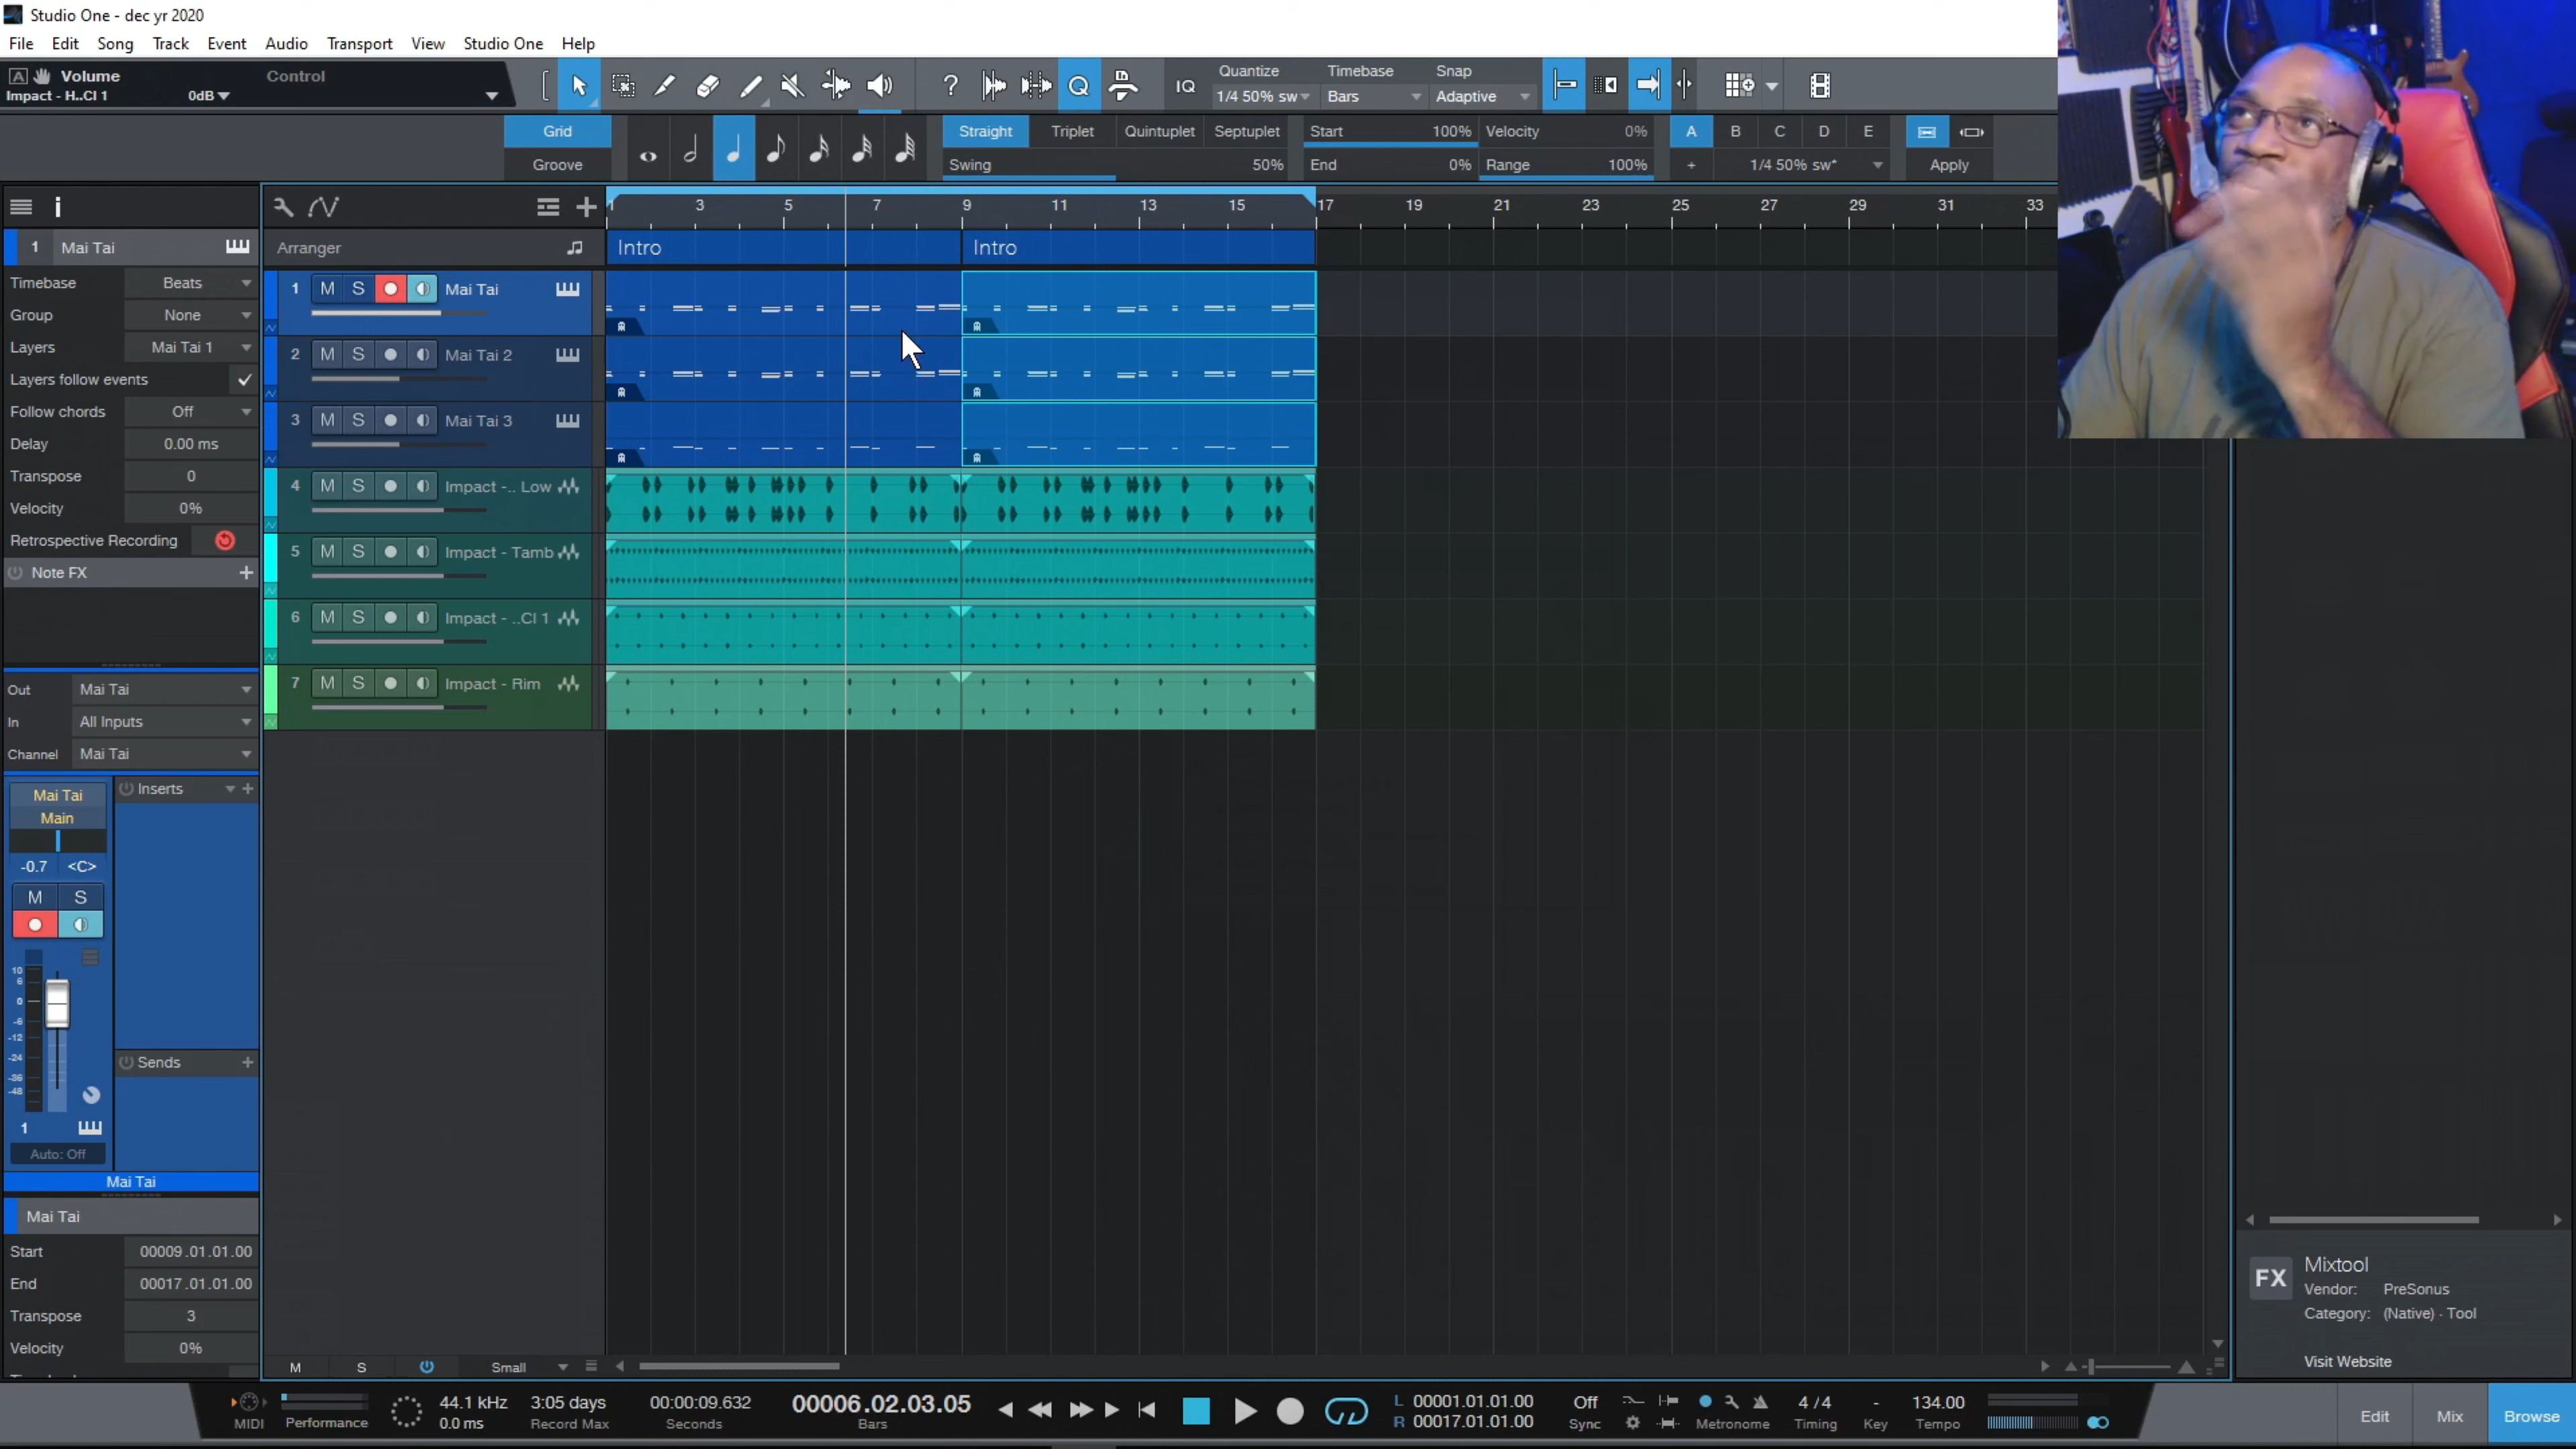 Studio One - dec yr 2020
File Edit Song Track Event Audio Transport View Studio One Help
A Volume Control
Impact - H..Cl 1 0dB
? Q IQ Quantize Timebase Snap
1/4 50% sw Bars Adaptive
Grid Straight Triplet Quintuplet Septuplet Start 100% Velocity 0% A B C D E
Groove Swing 50% End 0% Range 100% + 1/4 50% sw* Apply
i 1 3 5 7 9 11 13 15 17 19 21 23 25 27 29 31 33
1 Mai Tai Arranger Intro Intro
Timebase Beats
Group None
Layers Mai Tai 1
Layers follow events
Follow chords Off
Delay 0.00 ms
Transpose 0
Velocity 0%
Retrospective Recording
Note FX +
1 M S Mai Tai
2 M S Mai Tai 2
3 M S Mai Tai 3
4 M S Impact -.. Low
5 M S Impact - Tamb
6 M S Impact - ..Cl 1
7 M S Impact - Rim
Out Mai Tai
In All Inputs
Channel Mai Tai
Mai Tai Inserts +
Main
-0.7 <C>
M S
10
6
0
-6
-12
-24
-36
-48
Sends +
1
Auto: Off
Mai Tai
Mai Tai
Start 00009.01.01.00
End 00017.01.01.00
Transpose 3
Velocity 0%
M S Small
FX Mixtool
Vendor: PreSonus
Category: (Native) - Tool
Visit Website
MIDI Performance
44.1 kHz
0.0 ms
3:05 days
Record Max
00:00:09.632
Seconds
00006.02.03.05
Bars
L 00001.01.01.00
R 00017.01.01.00
Off
Sync
Metronome
4 / 4
Timing
-
Key
134.00
Tempo
Edit Mix Browse